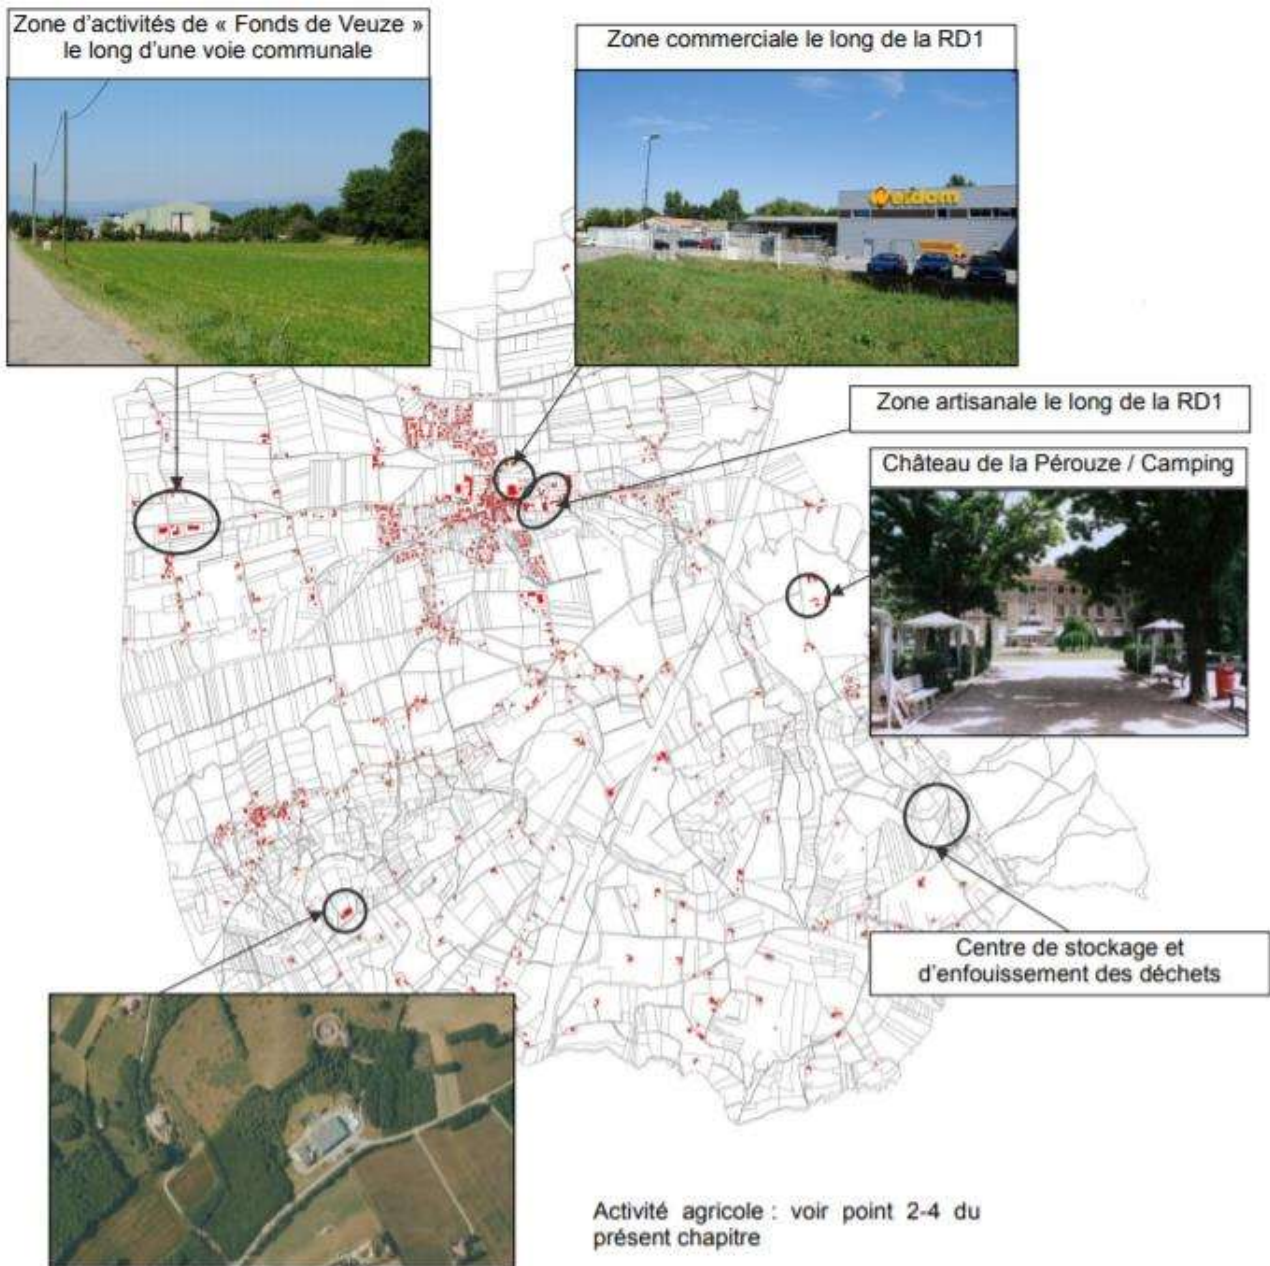 Zone d'activités de « Fonds de Veuze »
le long d'une voie communale
Zone commerciale le long de la RD1
weldom
Zone artisanale le long de la RD1
Château de la Pérouze / Camping
Centre de stockage et
d'enfouissement des déchets
Activité agricole : voir point 2-4 du
présent chapitre